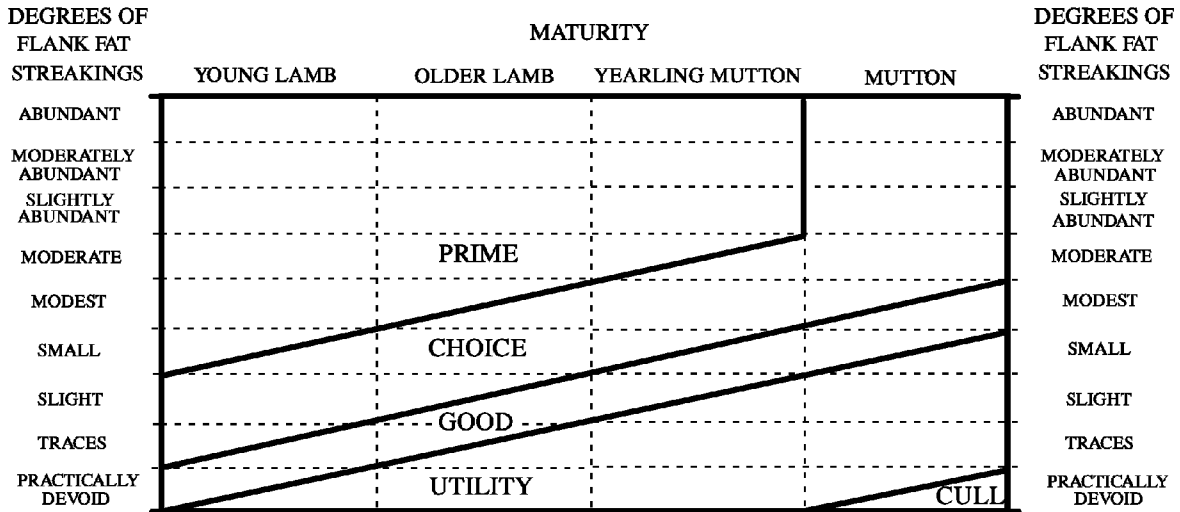 DEGREES OF
FLANK FAT
STREAKINGS
MATURITY
YOUNG LAMB
OLDER LAMB
YEARLING MUTTON
MUTTON
DEGREES OF
FLANK FAT
STREAKINGS
ABUNDANT
ABUNDANT
MODERATELY
ABUNDANT
MODERATELY
ABUNDANT
SLIGHTLY
ABUNDANT
SLIGHTLY
ABUNDANT
MODERATE
PRIME
MODERATE
MODEST
MODEST
SMALL
CHOICE
SMALL
SLIGHT
SLIGHT
GOOD
TRACES
TRACES
PRACTICALLY
DEVOID
UTILITY
CULL
PRACTICALLY
DEVOID